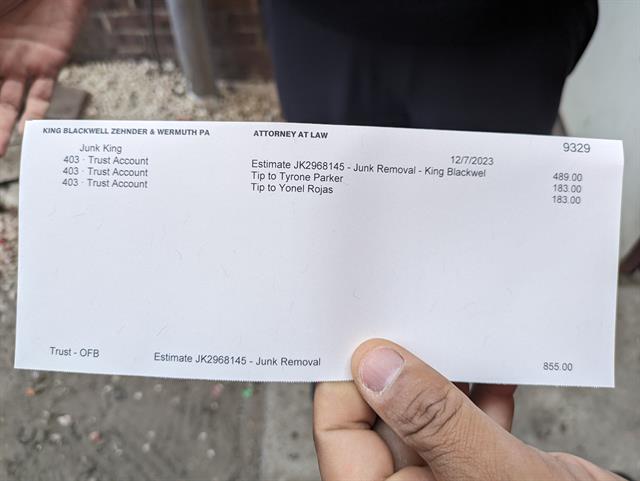 KING BLACKWELL ZEHNDER & WERMUTH PA ATTORNEY AT LAW 9329
Junk King 12/7/2023
403 · Trust Account Estimate JK2968145 - Junk Removal - King Blackwel 489.00
403 · Trust Account Tip to Tyrone Parker 183.00
403 · Trust Account Tip to Yonel Rojas 183.00
Trust - OFB Estimate JK2968145 - Junk Removal 855.00